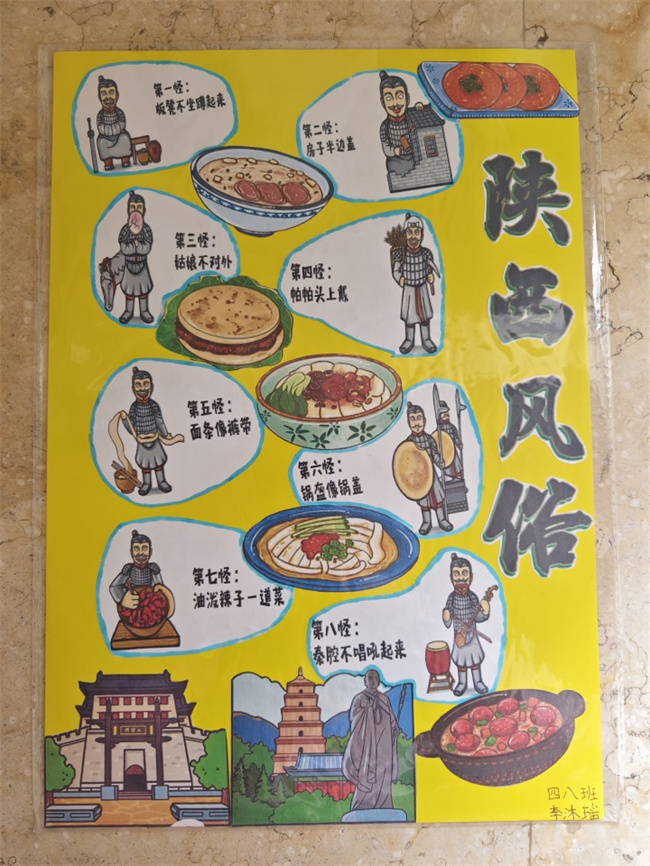 陕西风俗
第一怪：
板凳不坐蹲起来
第二怪：
房子半边盖
第三怪：
姑娘不对外
第四怪：
帕帕头上戴
第五怪：
面条像裤带
第六怪：
锅盔像锅盖
第七怪：
油泼辣子一道菜
第八怪：
秦腔不唱吼起来
四八班
李沐瑶